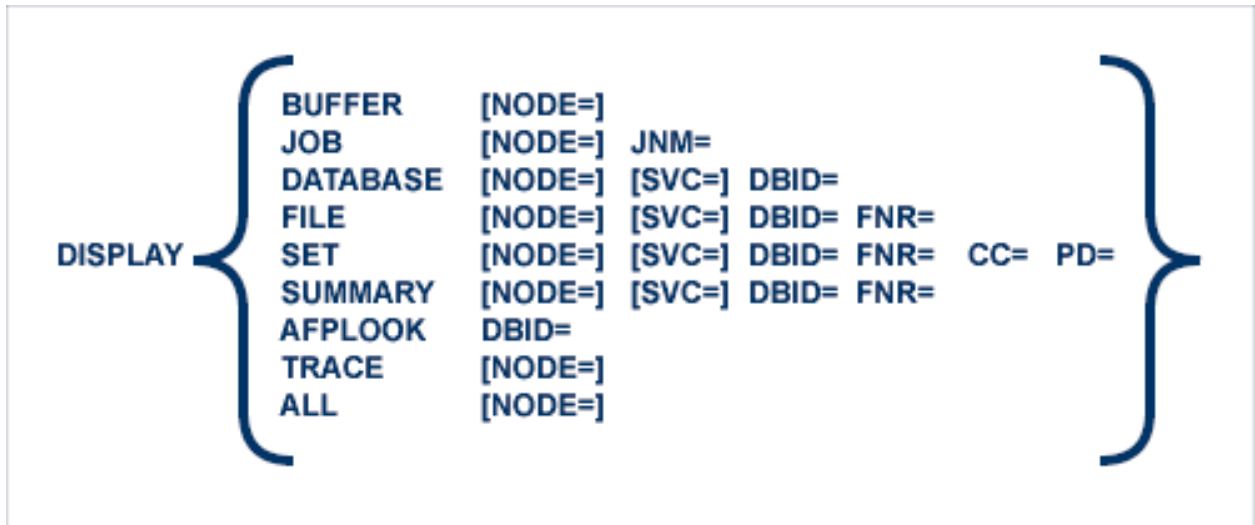 BUFFER [NODE=]
JOB [NODE=] JNM=
DATABASE [NODE=] [SVC=] DBID=
FILE [NODE=] [SVC=] DBID= FNR=
DISPLAY SET [NODE=] [SVC=] DBID= FNR= CC= PD=
SUMMARY [NODE=] [SVC=] DBID= FNR=
AFPLOOK DBID=
TRACE [NODE=]
ALL [NODE=]